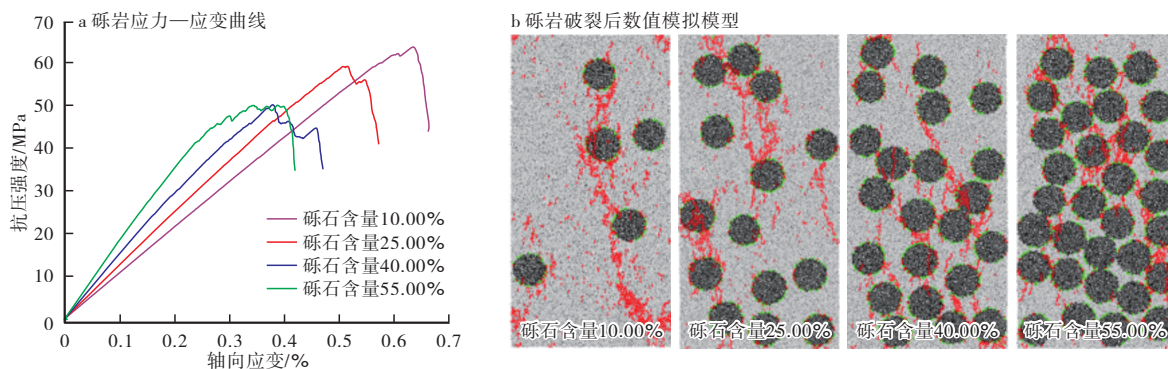 a 砾岩应力—应变曲线
抗压强度/MPa
70
60
50
40
30
20
10
0
砾石含量10.00%
砾石含量25.00%
砾石含量40.00%
砾石含量55.00%
0 0.1 0.2 0.3 0.4 0.5 0.6 0.7
轴向应变/%
b 砾岩破裂后数值模拟模型
砾石含量10.00% 砾石含量25.00% 砾石含量40.00% 砾石含量55.00%